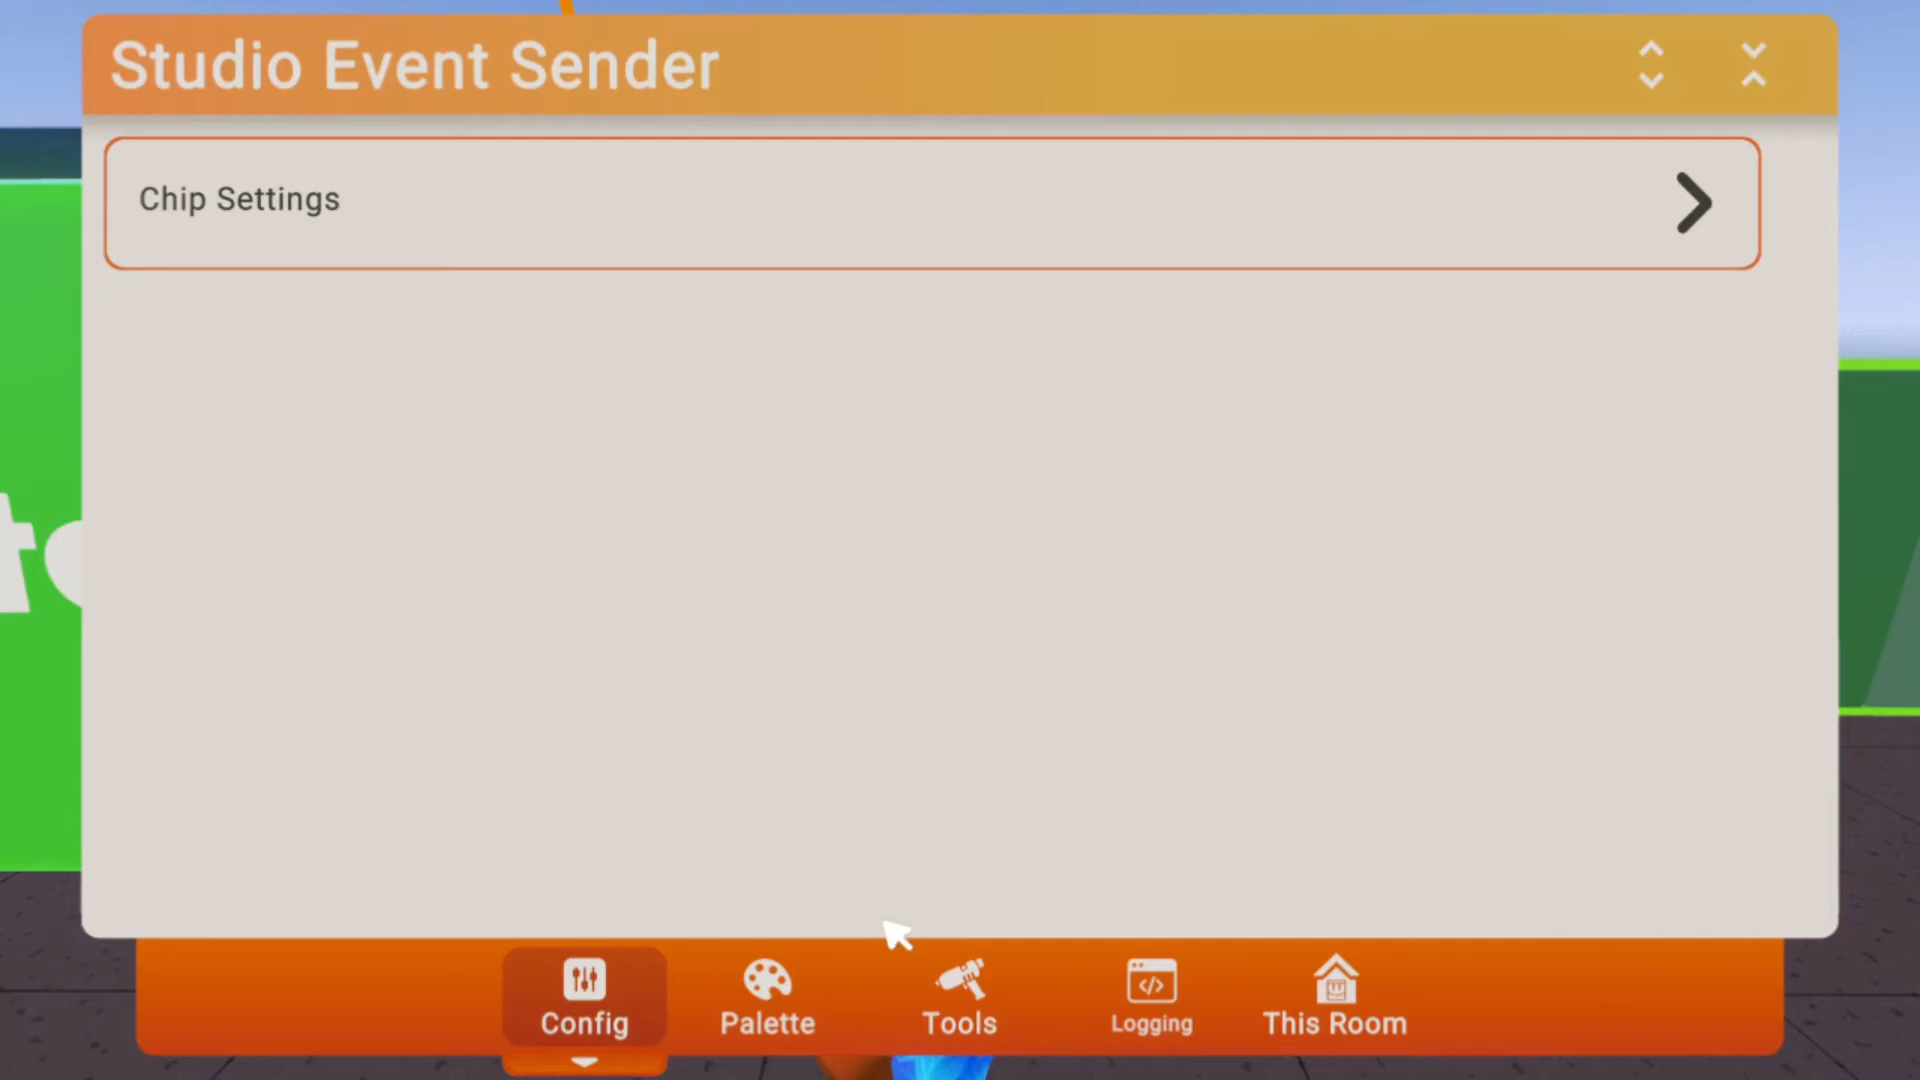 Studio Event Sender
Chip Settings
Config
Palette
Tools
Logging
This Room